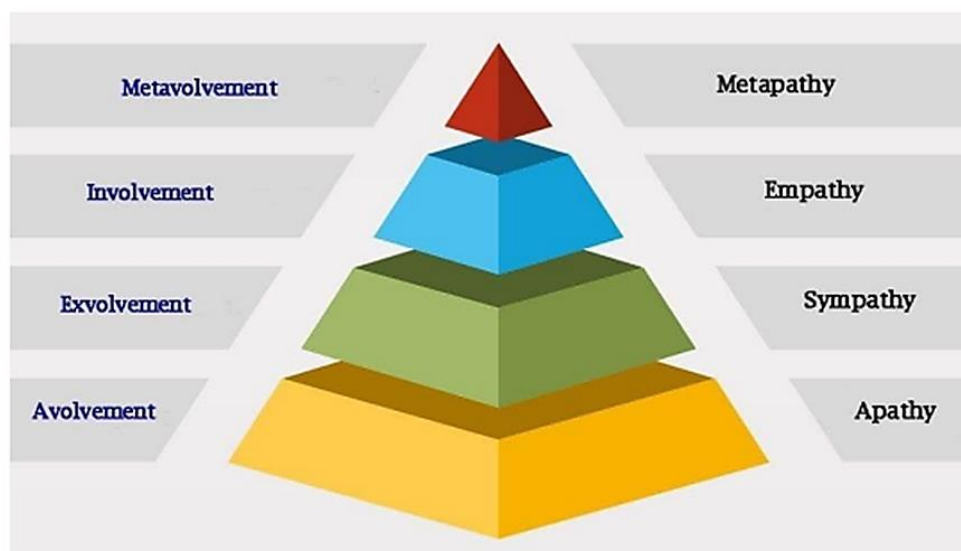 Metavolvement
Metapathy
Involvement
Empathy
Exvolvement
Sympathy
Avolvement
Apathy